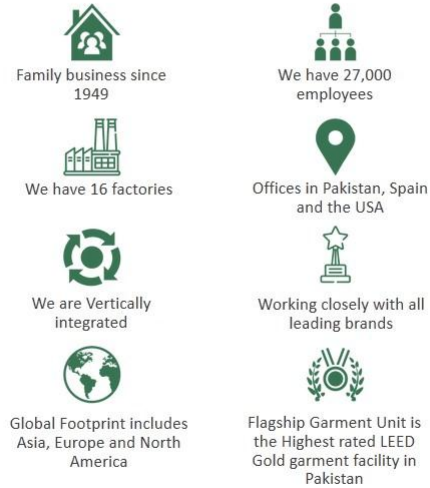 Family business since
1949
We have 27,000
employees
We have 16 factories
Offices in Pakistan, Spain
and the USA
We are Vertically
integrated
Working closely with all
leading brands
Global Footprint includes
Asia, Europe and North
America
Flagship Garment Unit is
the Highest rated LEED
Gold garment facility in
Pakistan